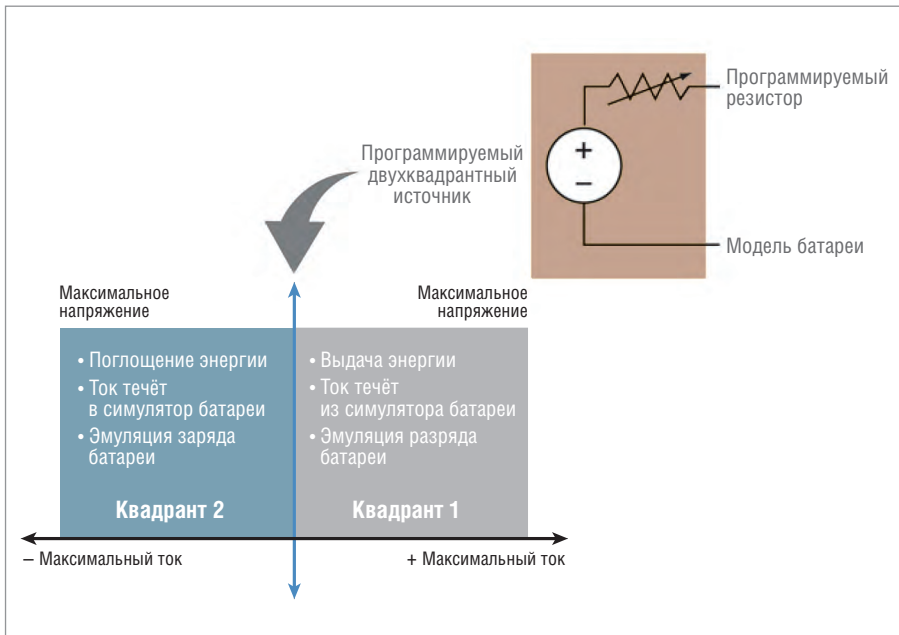 Программируемый
резистор
Программируемый
двухквадрантный
источник
+
−
Модель батареи
Максимальное
напряжение
Максимальное
напряжение
• Поглощение энергии
• Ток течёт
в симулятор батареи
• Эмуляция заряда
батареи
Квадрант 2
• Выдача энергии
• Ток течёт
из симулятора батареи
• Эмуляция разряда
батареи
Квадрант 1
− Максимальный ток
+ Максимальный ток